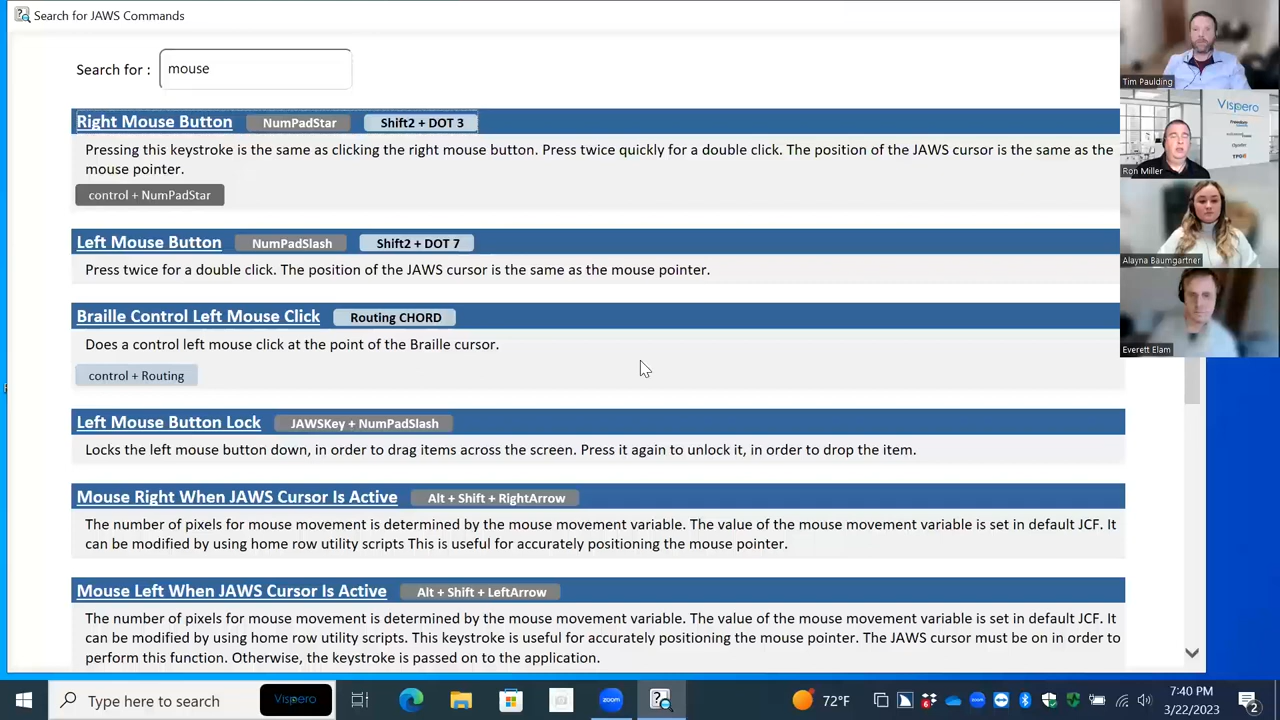 Search for JAWS Commands
Search for : mouse
Right Mouse Button NumPadStar Shift2 + DOT 3
Pressing this keystroke is the same as clicking the right mouse button. Press twice quickly for a double click. The position of the JAWS cursor is the same as the
mouse pointer.
control + NumPadStar
Left Mouse Button NumPadSlash Shift2 + DOT 7
Press twice for a double click. The position of the JAWS cursor is the same as the mouse pointer.
Braille Control Left Mouse Click Routing CHORD
Does a control left mouse click at the point of the Braille cursor.
control + Routing
Left Mouse Button Lock JAWSKey + NumPadSlash
Locks the left mouse button down, in order to drag items across the screen. Press it again to unlock it, in order to drop the item.
Mouse Right When JAWS Cursor Is Active Alt + Shift + RightArrow
The number of pixels for mouse movement is determined by the mouse movement variable. The value of the mouse movement variable is set in default JCF. It
can be modified by using home row utility scripts This is useful for accurately positioning the mouse pointer.
Mouse Left When JAWS Cursor Is Active Alt + Shift + LeftArrow
The number of pixels for mouse movement is determined by the mouse movement variable. The value of the mouse movement variable is set in default JCF. It
can be modified by using home row utility scripts. This keystroke is useful for accurately positioning the mouse pointer. The JAWS cursor must be on in order to
perform this function. Otherwise, the keystroke is passed on to the application.
Tim Paulding
Vispero
Ron Miller
Alayna Baumgartner
Everett Elam
Type here to search
Vispero
zoom
72°F
zoom
7:40 PM
3/22/2023
2